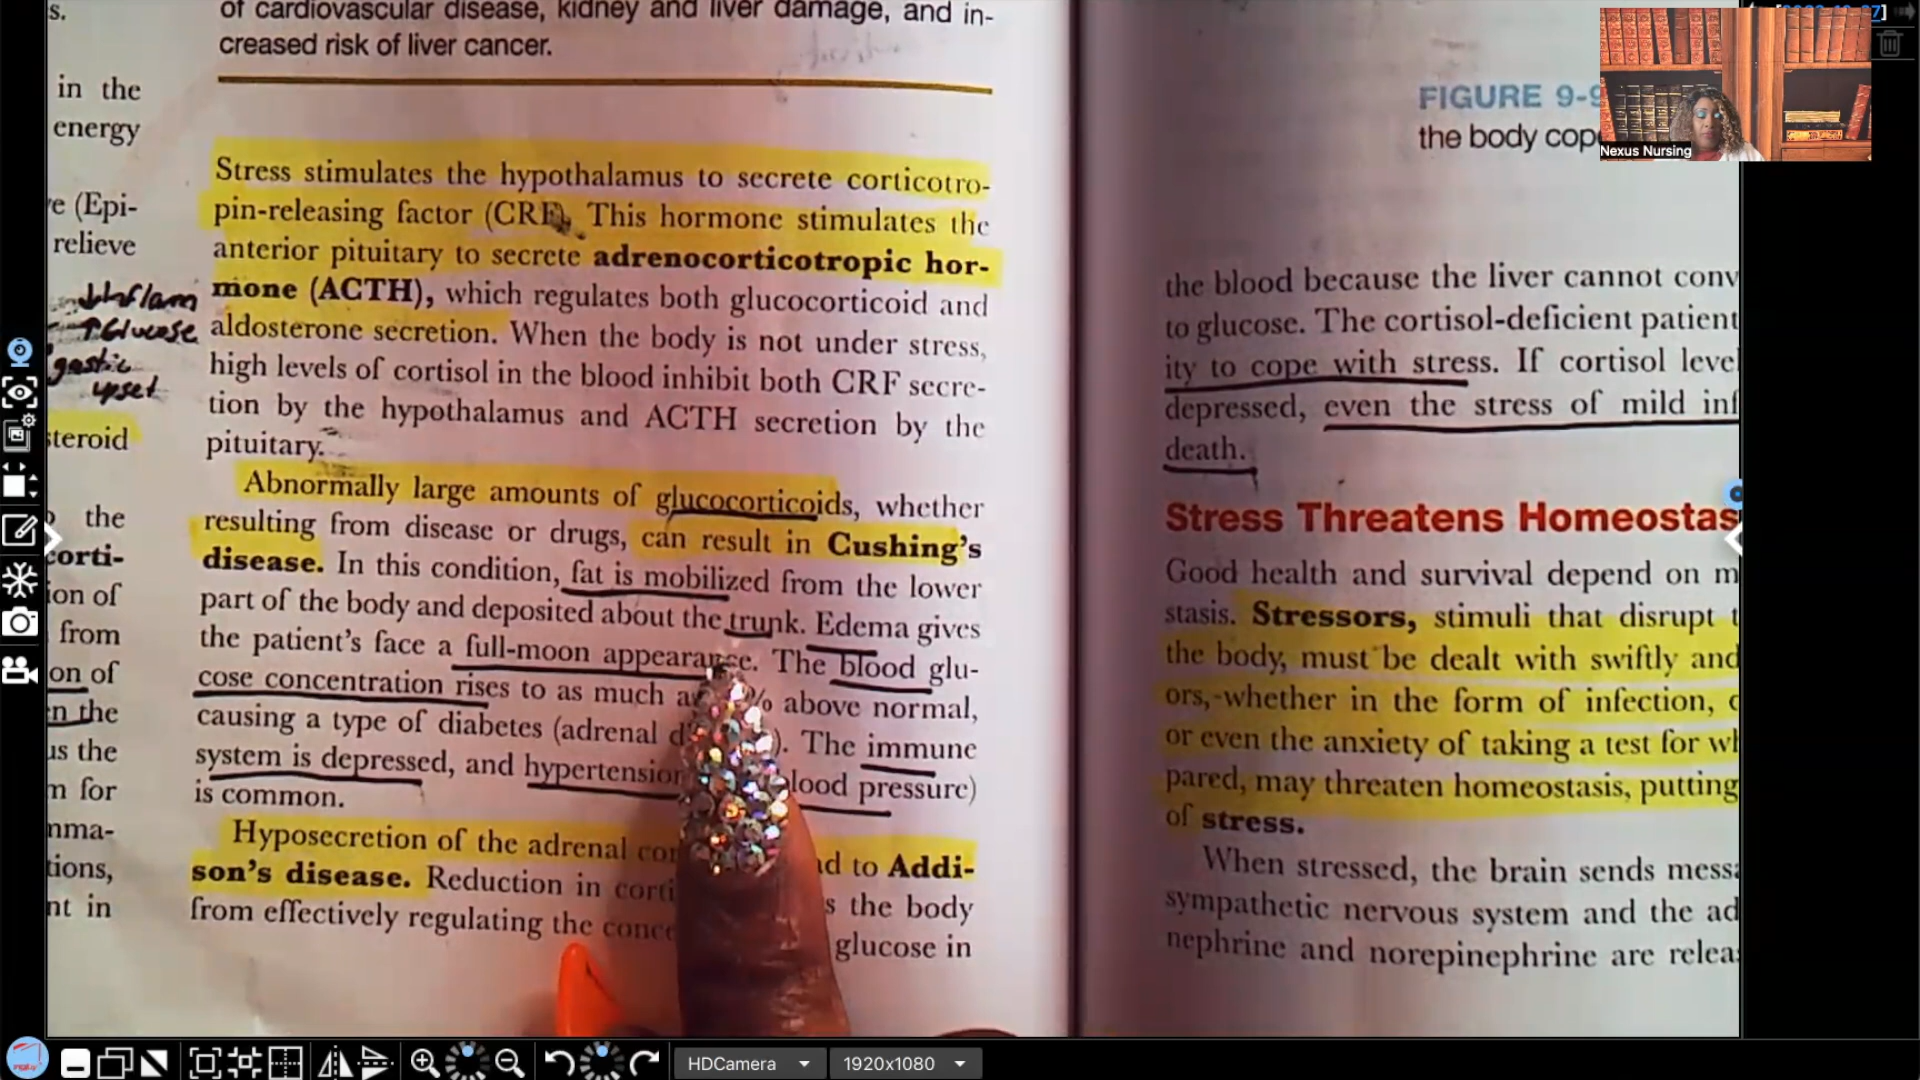 s.
in the
energy
e (Epi-
relieve
Inflam
↑Glucose
gastic
upset
steroid
the
corti-
ion of
from
on of
n the
us the
m for
mma-
tions,
nt in
of cardiovascular disease, kidney and liver damage, and in-
creased risk of liver cancer.
Stress stimulates the hypothalamus to secrete corticotro-
pin-releasing factor (CRF). This hormone stimulates the
anterior pituitary to secrete adrenocorticotropic hor-
mone (ACTH), which regulates both glucocorticoid and
aldosterone secretion. When the body is not under stress,
high levels of cortisol in the blood inhibit both CRF secre-
tion by the hypothalamus and ACTH secretion by the
pituitary.
Abnormally large amounts of glucocorticoids, whether
resulting from disease or drugs, can result in Cushing's
disease. In this condition, fat is mobilized from the lower
part of the body and deposited about the trunk. Edema gives
the patient's face a full-moon appearance. The blood glu-
cose concentration rises to as much a % above normal,
causing a type of diabetes (adrenal d ). The immune
system is depressed, and hypertension lood pressure)
is common.
Hyposecretion of the adrenal cor d to Addi-
son's disease. Reduction in corti s the body
from effectively regulating the conce glucose in
FIGURE 9-9
the body cop
the blood because the liver cannot conv
to glucose. The cortisol-deficient patient
ity to cope with stress. If cortisol level
depressed, even the stress of mild inf
death.
Stress Threatens Homeostas
Good health and survival depend on m
stasis. Stressors, stimuli that disrupt t
the body, must be dealt with swiftly and
ors, whether in the form of infection, c
or even the anxiety of taking a test for wh
pared, may threaten homeostasis, putting
of stress.
When stressed, the brain sends messa
sympathetic nervous system and the ad
nephrine and norepinephrine are relea
Nexus Nursing
HDCamera
1920x1080